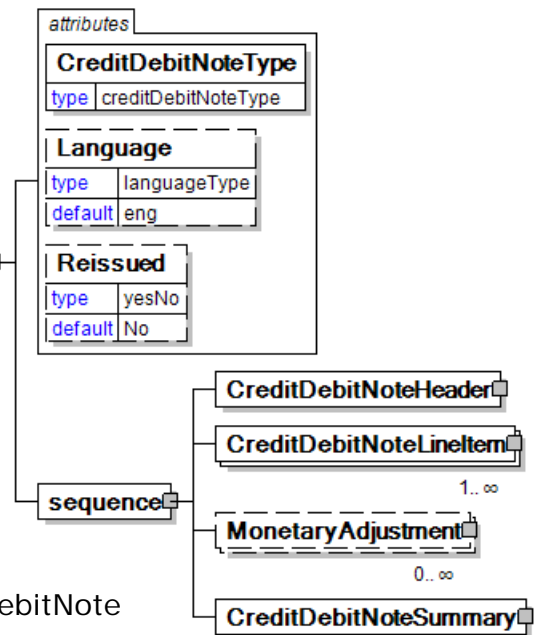 attributes
CreditDebitNoteType
type creditDebitNoteType
Language
type languageType
default eng
Reissued
type yesNo
default No
CreditDebitNoteHeader
CreditDebitNoteLineItem
1..∞
sequence
MonetaryAdjustment
0..∞
ebitNote
CreditDebitNoteSummary